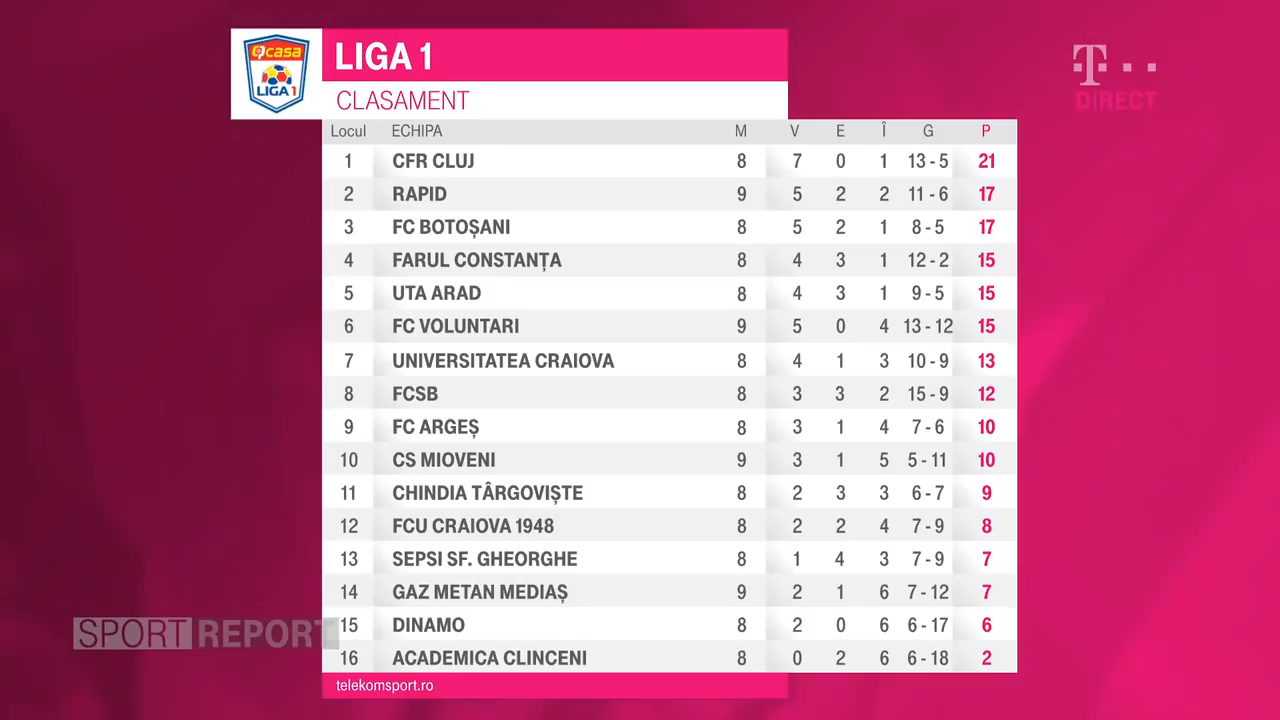 casa
LIGA 1
LIGA 1
CLASAMENT
T
DIRECT
Locul ECHIPA M V E Î G P
1 CFR CLUJ 8 7 0 1 13 - 5 21
2 RAPID 9 5 2 2 11 - 6 17
3 FC BOTOȘANI 8 5 2 1 8 - 5 17
4 FARUL CONSTANȚA 8 4 3 1 12 - 2 15
5 UTA ARAD 8 4 3 1 9 - 5 15
6 FC VOLUNTARI 9 5 0 4 13 - 12 15
7 UNIVERSITATEA CRAIOVA 8 4 1 3 10 - 9 13
8 FCSB 8 3 3 2 15 - 9 12
9 FC ARGEȘ 8 3 1 4 7 - 6 10
10 CS MIOVENI 9 3 1 5 5 - 11 10
11 CHINDIA TÂRGOVIȘTE 8 2 3 3 6 - 7 9
12 FCU CRAIOVA 1948 8 2 2 4 7 - 9 8
13 SEPSI SF. GHEORGHE 8 1 4 3 7 - 9 7
14 GAZ METAN MEDIAȘ 9 2 1 6 7 - 12 7
15 DINAMO 8 2 0 6 6 - 17 6
16 ACADEMICA CLINCENI 8 0 2 6 6 - 18 2
SPORT REPORT
telekomsport.ro